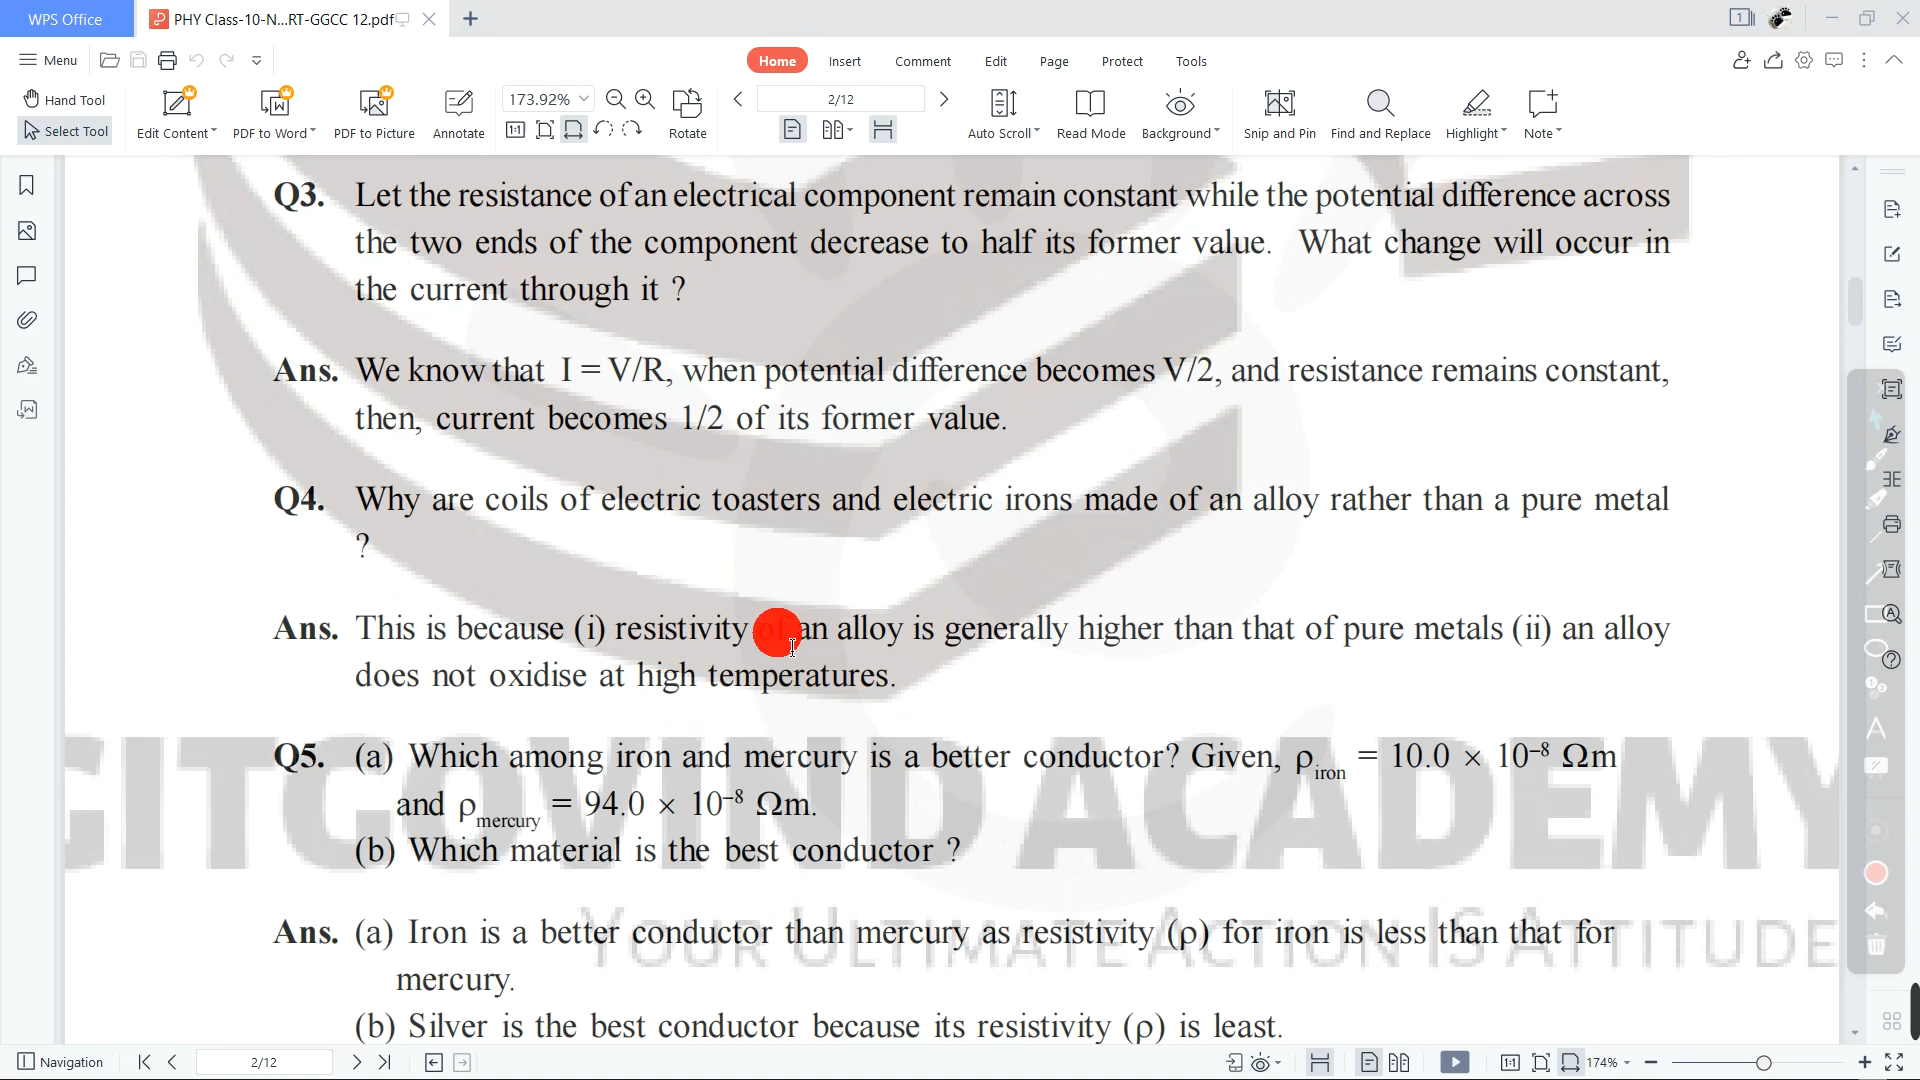 WPS Office
PHY Class-10-N...RT-GGCC 12.pdf
Menu
Home Insert Comment Edit Page Protect Tools
Hand Tool
Select Tool
Edit Content
PDF to Word
PDF to Picture
Annotate
173.92%
Rotate
2/12
Auto Scroll
Read Mode
Background
Snip and Pin
Find and Replace
Highlight
Note
Q3. Let the resistance of an electrical component remain constant while the potential difference across
the two ends of the component decrease to half its former value. What change will occur in
the current through it ?
Ans. We know that I = V/R, when potential difference becomes V/2, and resistance remains constant,
then, current becomes 1/2 of its former value.
Q4. Why are coils of electric toasters and electric irons made of an alloy rather than a pure metal
?
Ans. This is because (i) resistivity of an alloy is generally higher than that of pure metals (ii) an alloy
does not oxidise at high temperatures.
Q5. (a) Which among iron and mercury is a better conductor? Given, ρiron = 10.0 × 10–8 Ωm
and ρmercury = 94.0 × 10–8 Ωm.
(b) Which material is the best conductor ?
GITGOVIND ACADEMY
Ans. (a) Iron is a better conductor than mercury as resistivity (ρ) for iron is less than that for
mercury.
YOUR ULTIMATE ACTION IS ATTITUDE
(b) Silver is the best conductor because its resistivity (ρ) is least.
Navigation
2/12
174%